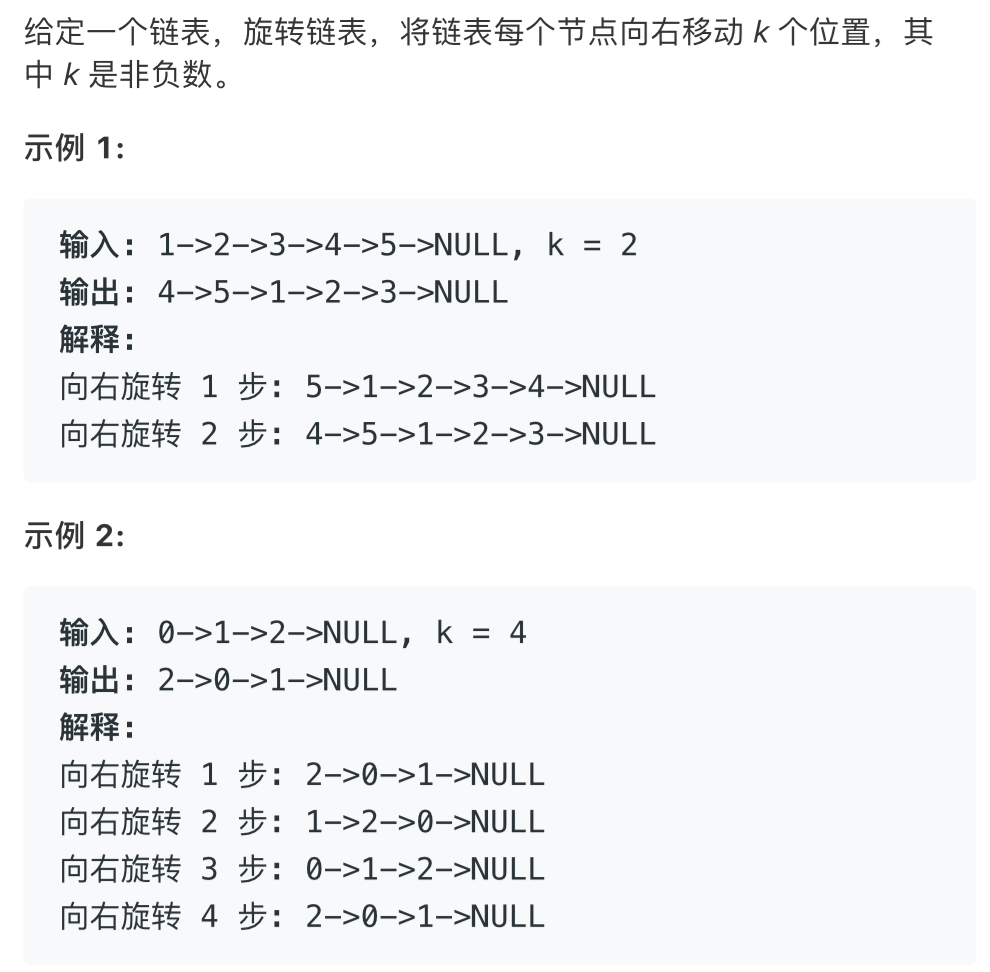 给定一个链表，旋转链表，将链表每个节点向右移动 k 个位置，其
中 k 是非负数。
示例 1:
输入: 1->2->3->4->5->NULL, k = 2
输出: 4->5->1->2->3->NULL
解释:
向右旋转 1 步: 5->1->2->3->4->NULL
向右旋转 2 步: 4->5->1->2->3->NULL
示例 2:
输入: 0->1->2->NULL, k = 4
输出: 2->0->1->NULL
解释:
向右旋转 1 步: 2->0->1->NULL
向右旋转 2 步: 1->2->0->NULL
向右旋转 3 步: 0->1->2->NULL
向右旋转 4 步: 2->0->1->NULL